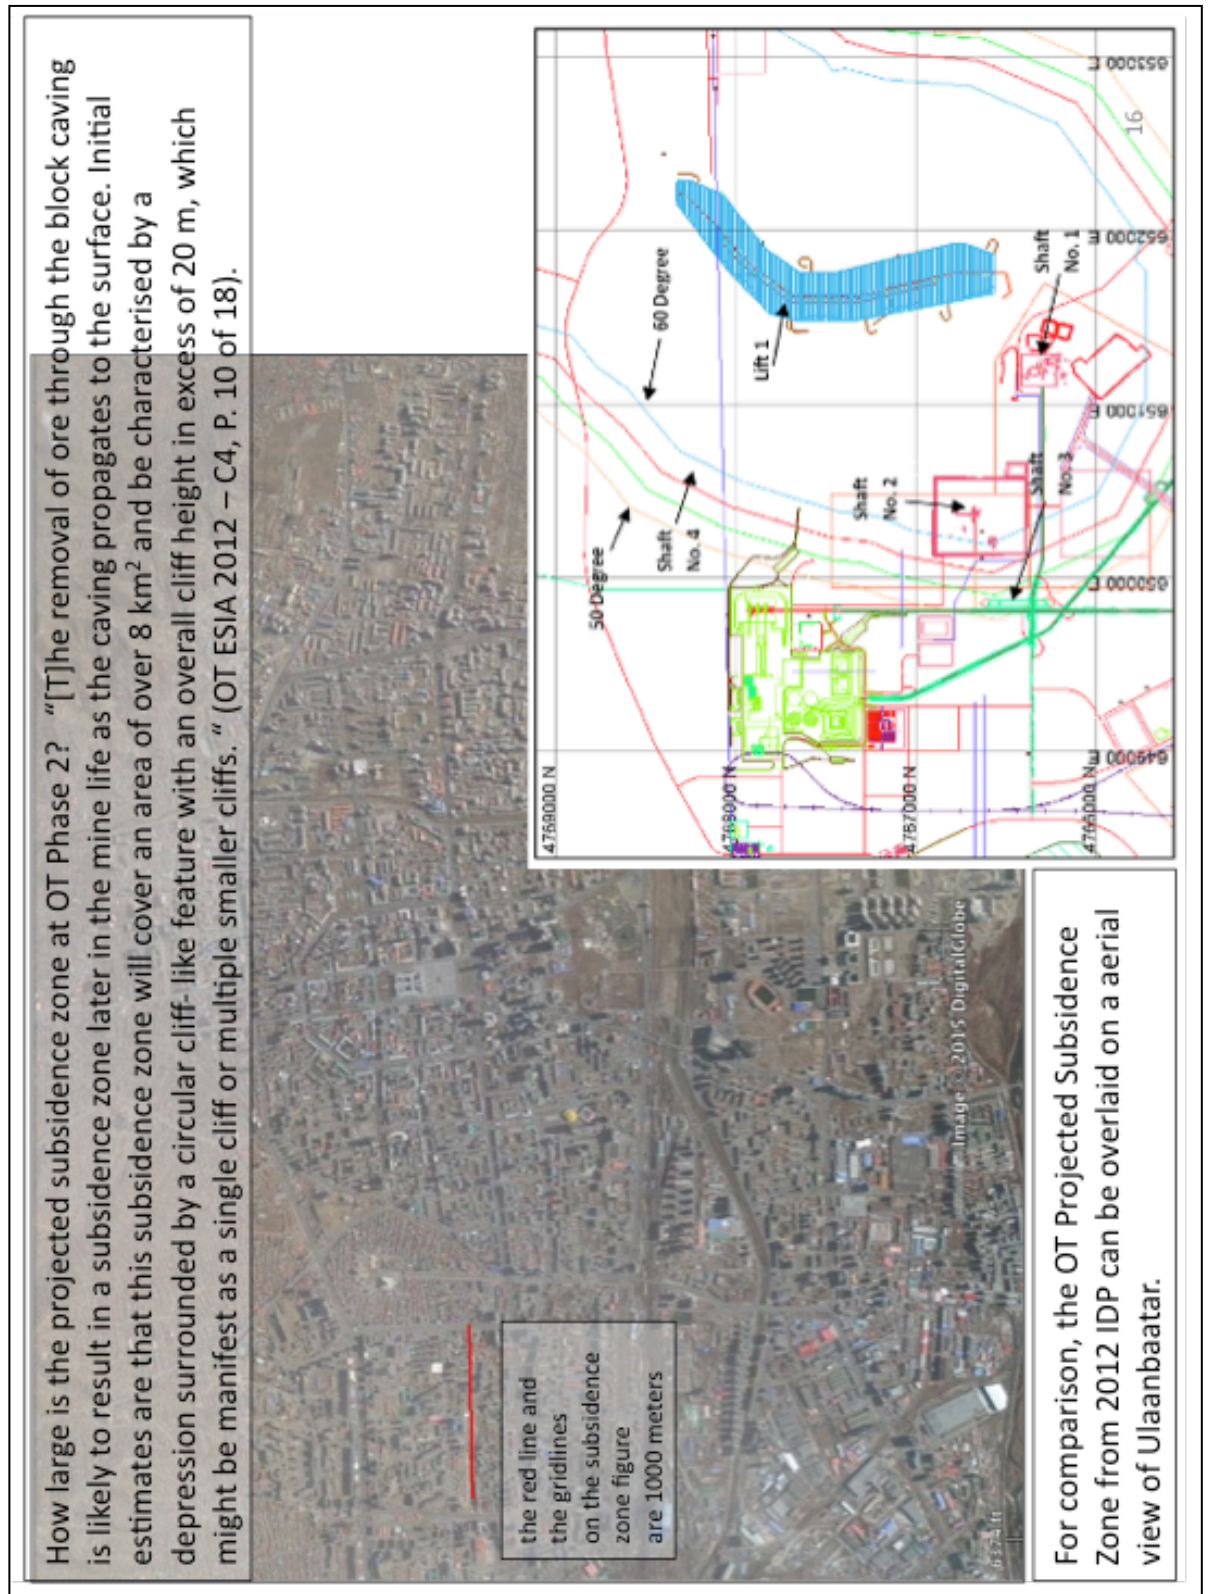 How large is the projected subsidence zone at OT Phase 2? "[T]he removal of ore through the block caving
is likely to result in a subsidence zone later in the mine life as the caving propagates to the surface. Initial
estimates are that this subsidence zone will cover an area of over 8 km² and be characterised by a
depression surrounded by a circular cliff- like feature with an overall cliff height in excess of 20 m, which
might be manifest as a single cliff or multiple smaller cliffs. " (OT ESIA 2012 – C4, P. 10 of 18).
the red line and
the gridlines
on the subsidence
zone figure
are 1000 meters
6374 ft
Image © 2015 DigitalGlobe
4769000 N
4768000 N
4767000 N
4766000 N
649000 m
650000 m
651000 m
652000 m
653000 m
50 Degree
Shaft
No. 4
60 Degree
Lift 1
Shaft
No. 2
Shaft
No. 3
Shaft
No. 1
16
For comparison, the OT Projected Subsidence
Zone from 2012 IDP can be overlaid on a aerial
view of Ulaanbaatar.